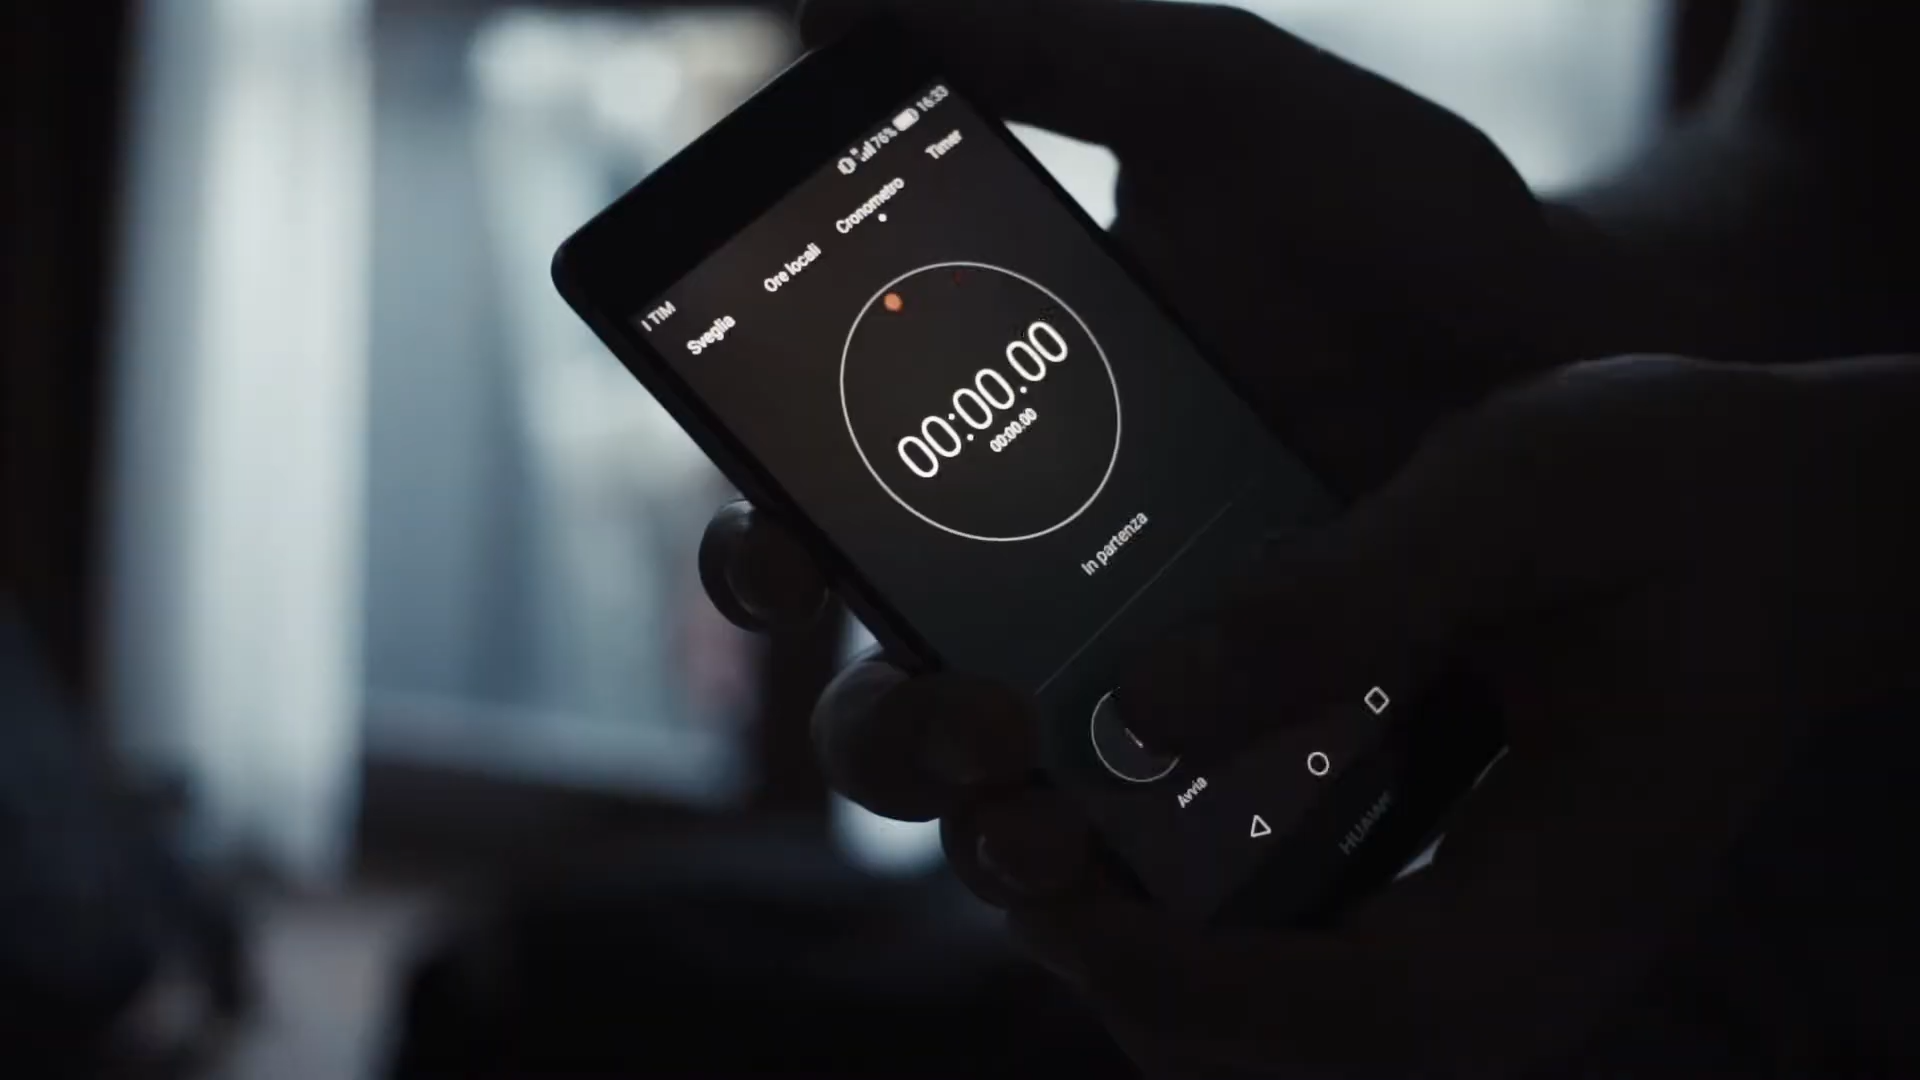 I TIM 76% 16:33
Sveglia Ore locali Cronometro Timer
00:00.00
00:00.00
In partenza
Avvia
HUAWEI